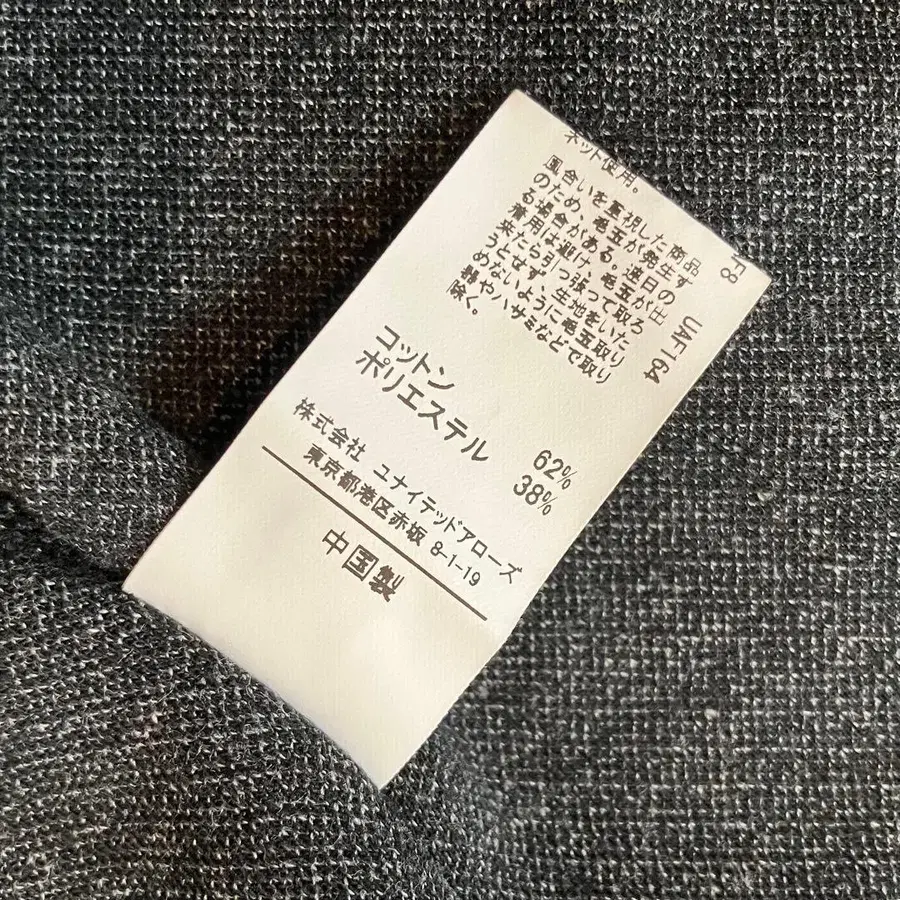 ネット使用。
風合いを重視した商品
のため、毛玉が発生す
る場合がある。連日の
着用は避け、毛玉が出
来たら引っ張って取ろ
うとせず、生地をいた
めないように毛玉取り
器やハサミなどで取り
除く。
コットン 62%
ポリエステル 38%
株式会社 ユナイテッドアローズ
東京都港区赤坂 8-1-19
中国製